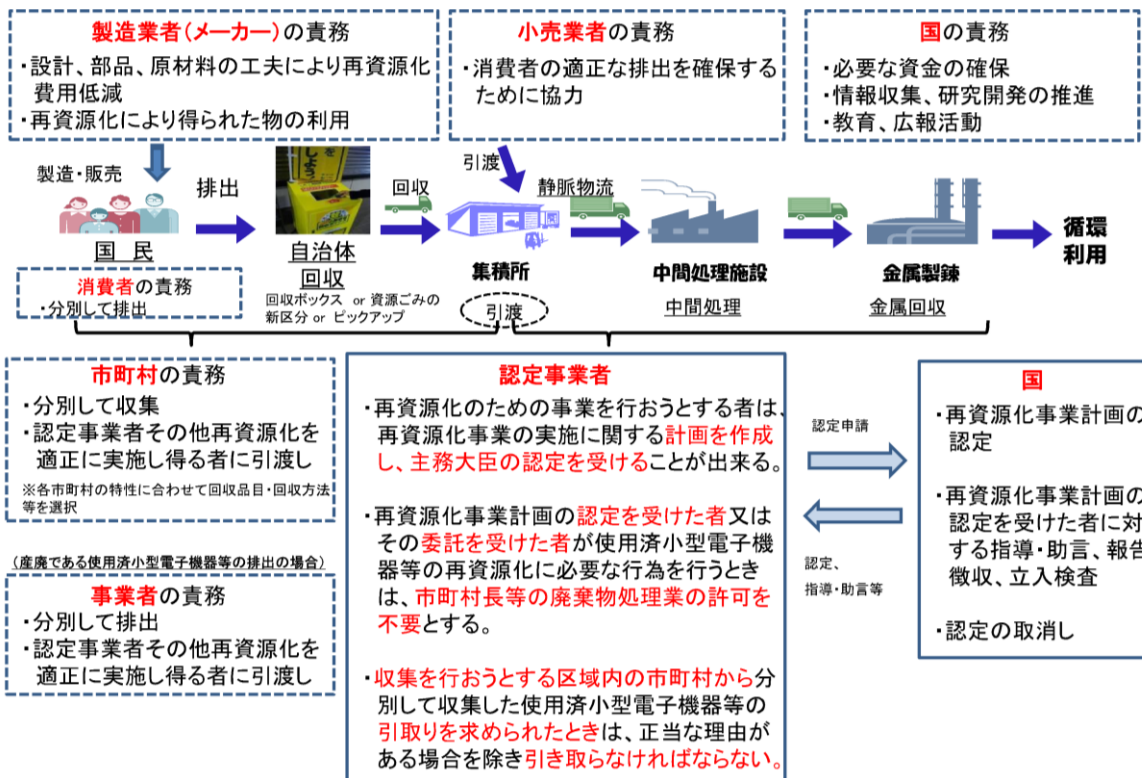 製造業者(メーカー)の責務
・設計、部品、原材料の工夫により再資源化
費用低減
・再資源化により得られた物の利用
小売業者の責務
・消費者の適正な排出を確保する
ために協力
国の責務
・必要な資金の確保
・情報収集、研究開発の推進
・教育、広報活動
製造・販売
排出
回収
引渡
静脈物流
国 民
自治体
回収
回収ボックス or 資源ごみの
新区分 or ピックアップ
集積所
引渡
中間処理施設
中間処理
金属製錬
金属回収
循環
利用
消費者の責務
・分別して排出
市町村の責務
・分別して収集
・認定事業者その他再資源化を
適正に実施し得る者に引渡し
※各市町村の特性に合わせて回収品目・回収方法
等を選択
(産廃である使用済小型電子機器等の排出の場合)
事業者の責務
・分別して排出
・認定事業者その他再資源化を
適正に実施し得る者に引渡し
認定事業者
・再資源化のための事業を行おうとする者は、
再資源化事業の実施に関する計画を作成
し、主務大臣の認定を受けることが出来る。
・再資源化事業計画の認定を受けた者又は
その委託を受けた者が使用済小型電子機
器等の再資源化に必要な行為を行うとき
は、市町村長等の廃棄物処理業の許可を
不要とする。
・収集を行おうとする区域内の市町村から分
別して収集した使用済小型電子機器等の
引取りを求められたときは、正当な理由が
ある場合を除き引き取らなければならない。
認定申請
認定、
指導・助言等
国
・再資源化事業計画の
認定
・再資源化事業計画の
認定を受けた者に対
する指導・助言、報告
徴収、立入検査
・認定の取消し